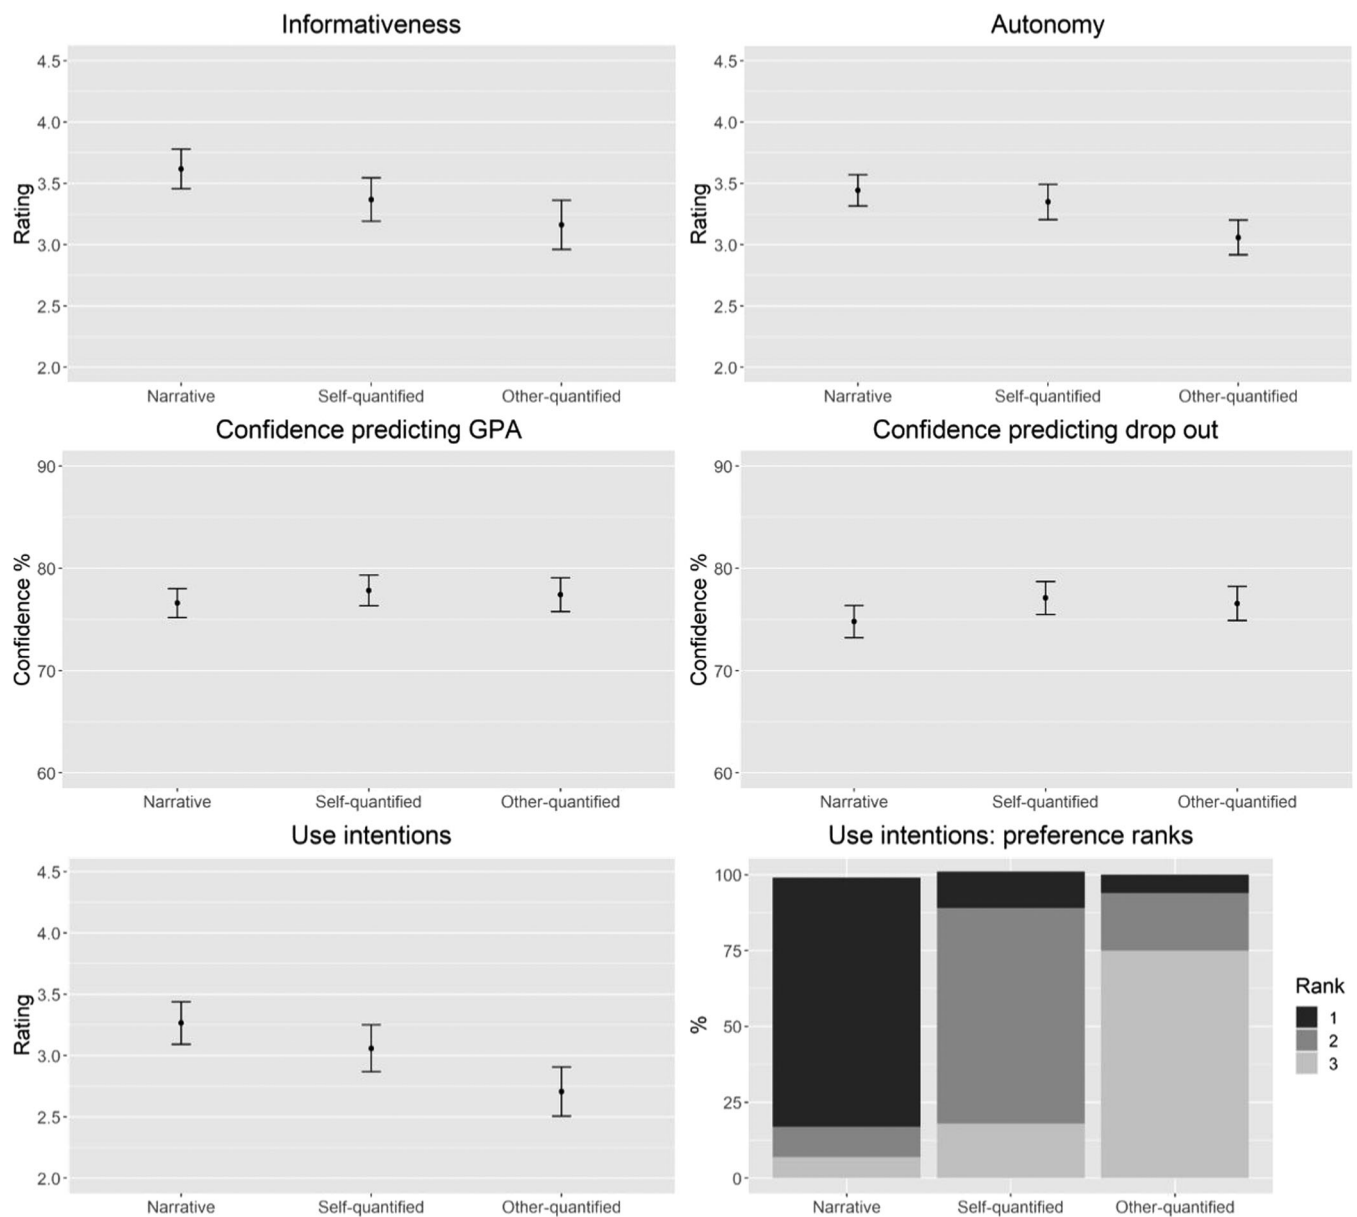 Informativeness
4.5
4.0
3.5
3.0
2.5
2.0
Rating
Narrative Self-quantified Other-quantified
Autonomy
4.5
4.0
3.5
3.0
2.5
2.0
Rating
Narrative Self-quantified Other-quantified
Confidence predicting GPA
90
80
70
60
Confidence %
Narrative Self-quantified Other-quantified
Confidence predicting drop out
90
80
70
60
Confidence %
Narrative Self-quantified Other-quantified
Use intentions
4.5
4.0
3.5
3.0
2.5
2.0
Rating
Narrative Self-quantified Other-quantified
Use intentions: preference ranks
100
75
50
25
0
%
Narrative Self-quantified Other-quantified
Rank
1
2
3